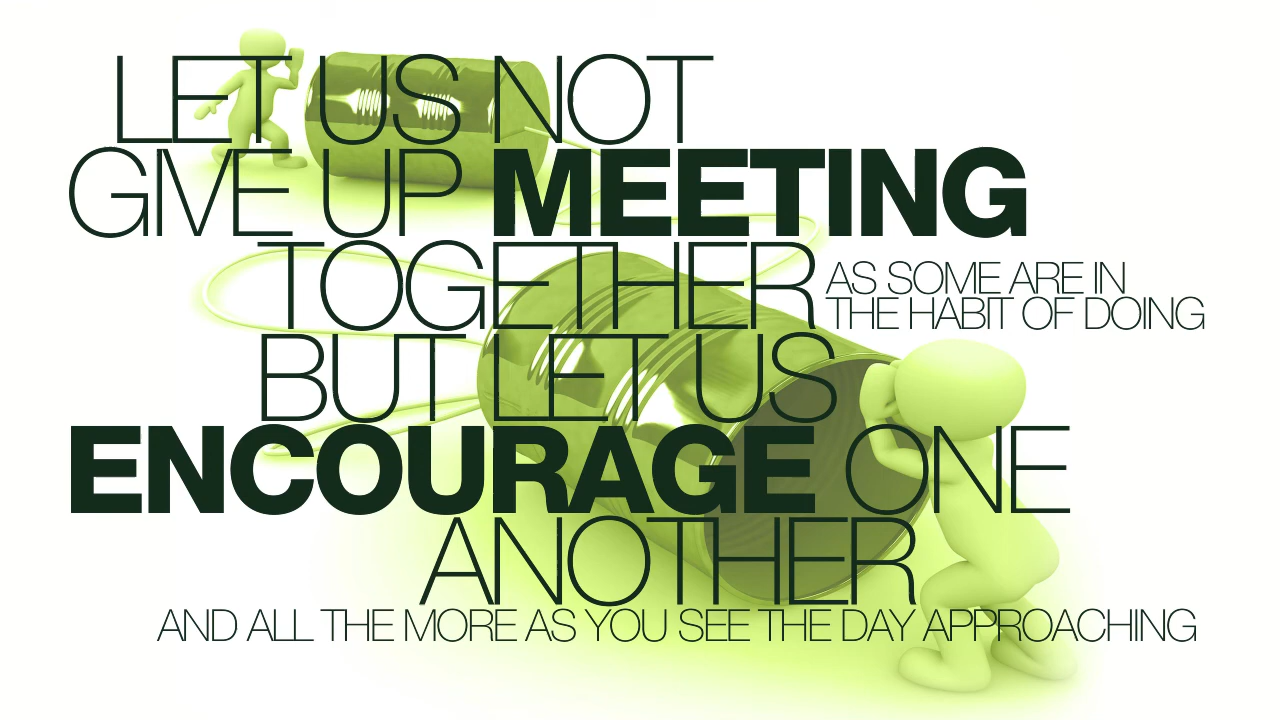 LET US NOT
GIVE UP MEETING
TOGETHER
AS SOME ARE IN
THE HABIT OF DOING
BUT LET US
ENCOURAGE ONE
ANOTHER
AND ALL THE MORE AS YOU SEE THE DAY APPROACHING